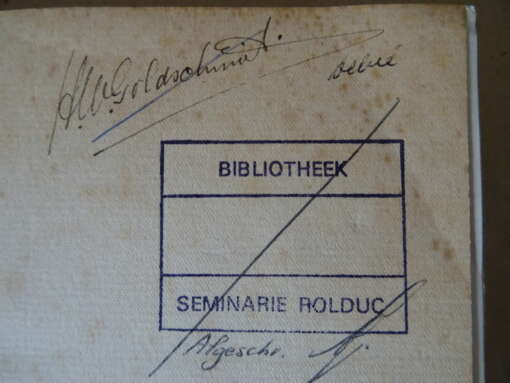 Goldschmidt.
BIBLIOTHEEK
SEMINARIE ROLDUC
Afgeschr.